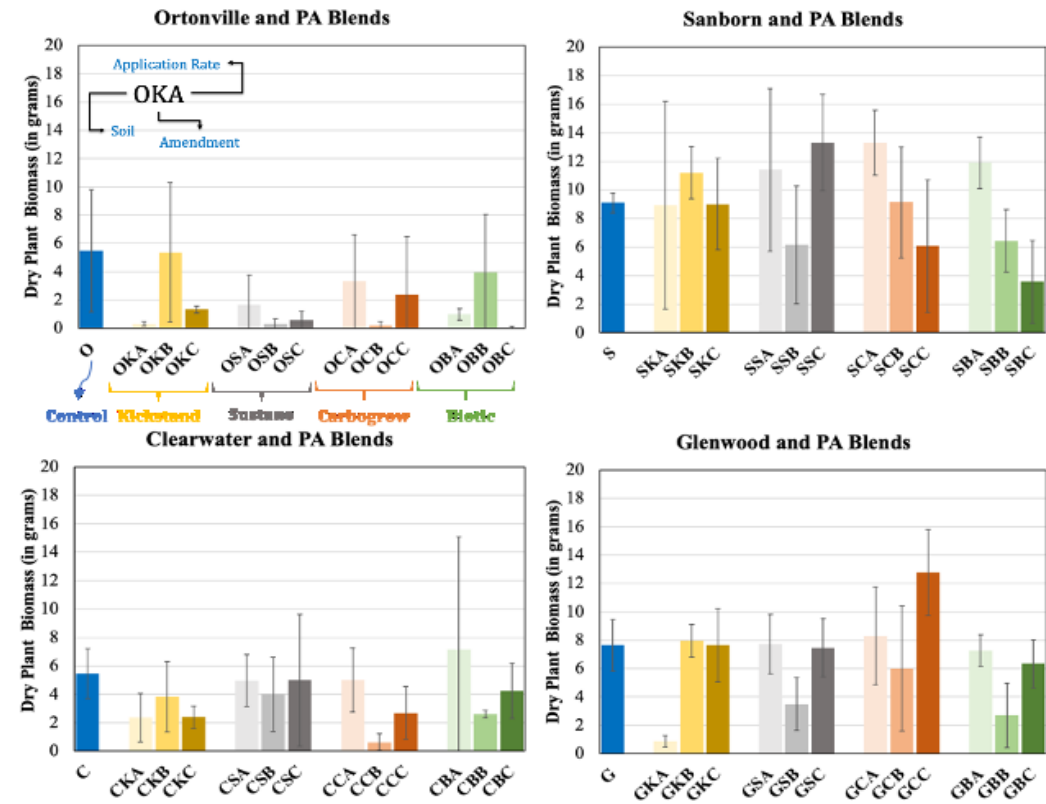 Ortonville and PA Blends
Dry Plant Biomass (in grams)
20
18
16
14
12
10
8
6
4
2
0
Application Rate
OKA
Soil
Amendment
O
OKA
OKB
OKC
OSA
OSB
OSC
OCA
OCB
OCC
OBA
OBB
OBC
Control
Kickstand
Sustane
Carbogrow
Biotic
Sanborn and PA Blends
Dry Plant Biomass (in grams)
20
18
16
14
12
10
8
6
4
2
0
S
SKA
SKB
SKC
SSA
SSB
SSC
SCA
SCB
SCC
SBA
SBB
SBC
Clearwater and PA Blends
Dry Plant Biomass (in grams)
20
18
16
14
12
10
8
6
4
2
0
C
CKA
CKB
CKC
CSA
CSB
CSC
CCA
CCB
CCC
CBA
CBB
CBC
Glenwood and PA Blends
Dry Plant Biomass (in grams)
20
18
16
14
12
10
8
6
4
2
0
G
GKA
GKB
GKC
GSA
GSB
GSC
GCA
GCB
GCC
GBA
GBB
GBC